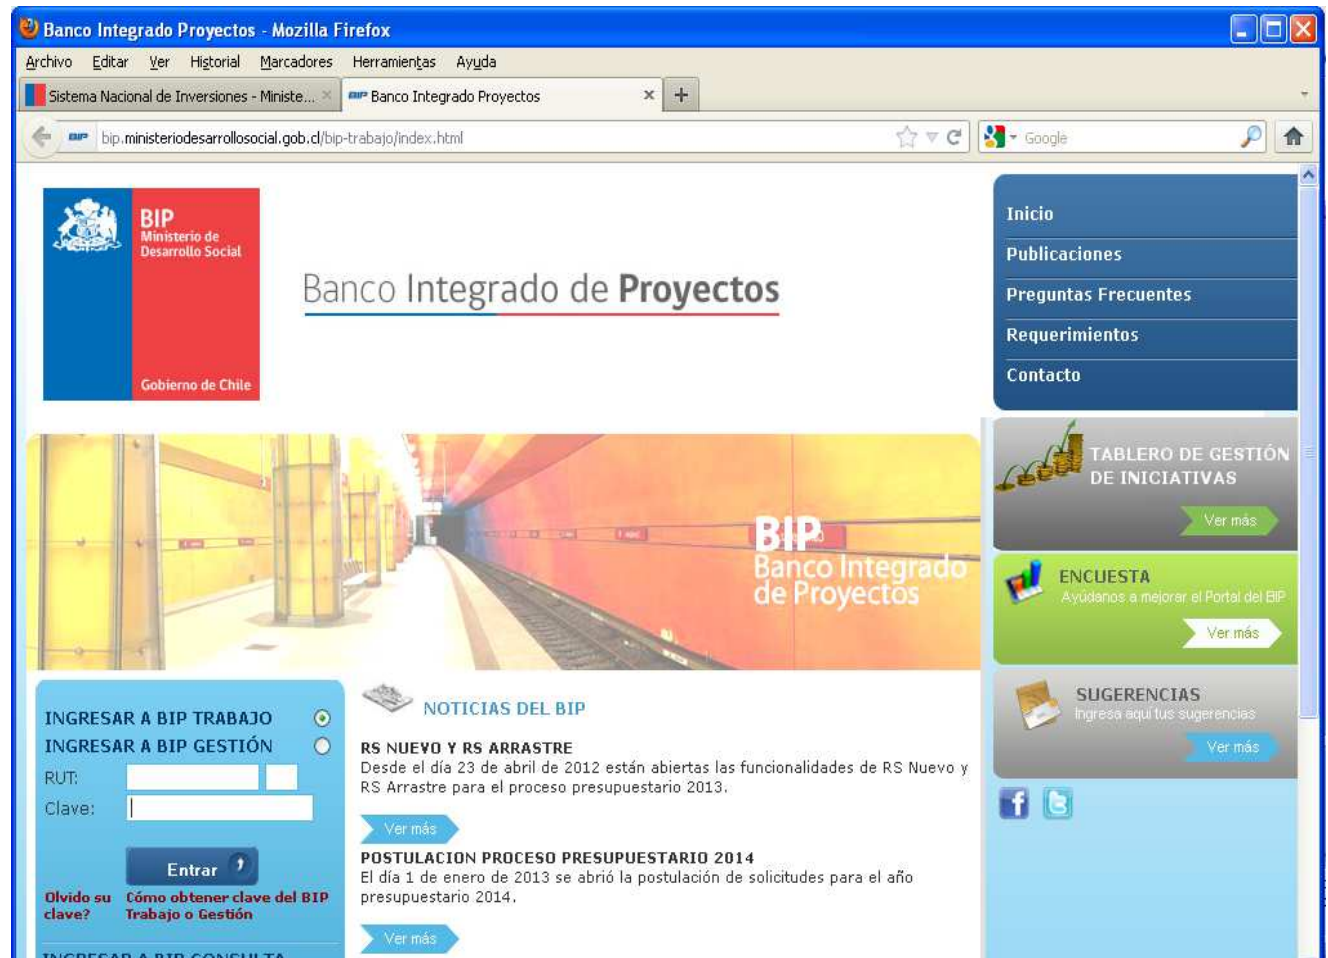 Banco Integrado Proyectos - Mozilla Firefox
Archivo Editar Ver Historial Marcadores Herramientas Ayuda
Sistema Nacional de Inversiones - Ministe... Banco Integrado Proyectos
BIP bip.ministeriodesarrollosocial.gob.cl/bip-trabajo/index.html Google
BIP
Ministerio de
Desarrollo Social
Gobierno de Chile
Banco Integrado de Proyectos
Inicio
Publicaciones
Preguntas Frecuentes
Requerimientos
Contacto
BIP
Banco Integrado
de Proyectos
TABLERO DE GESTIÓN
DE INICIATIVAS
Ver más
ENCUESTA
Ayúdanos a mejorar el Portal del BIP
Ver más
SUGERENCIAS
Ingresa aquí tus sugerencias
Ver más
INGRESAR A BIP TRABAJO
INGRESAR A BIP GESTIÓN
RUT:
Clave:
Entrar
Olvido su
clave?
Cómo obtener clave del BIP
Trabajo o Gestión
INGRESAR A BIP CONSULTA
NOTICIAS DEL BIP
RS NUEVO Y RS ARRASTRE
Desde el día 23 de abril de 2012 están abiertas las funcionalidades de RS Nuevo y
RS Arrastre para el proceso presupuestario 2013.
Ver más
POSTULACION PROCESO PRESUPUESTARIO 2014
El día 1 de enero de 2013 se abrió la postulación de solicitudes para el año
presupuestario 2014.
Ver más